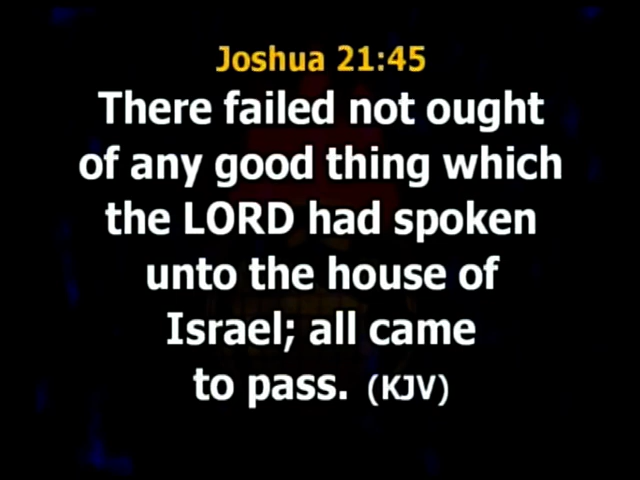 Joshua 21:45
There failed not ought
of any good thing which
the LORD had spoken
unto the house of
Israel; all came
to pass. (KJV)